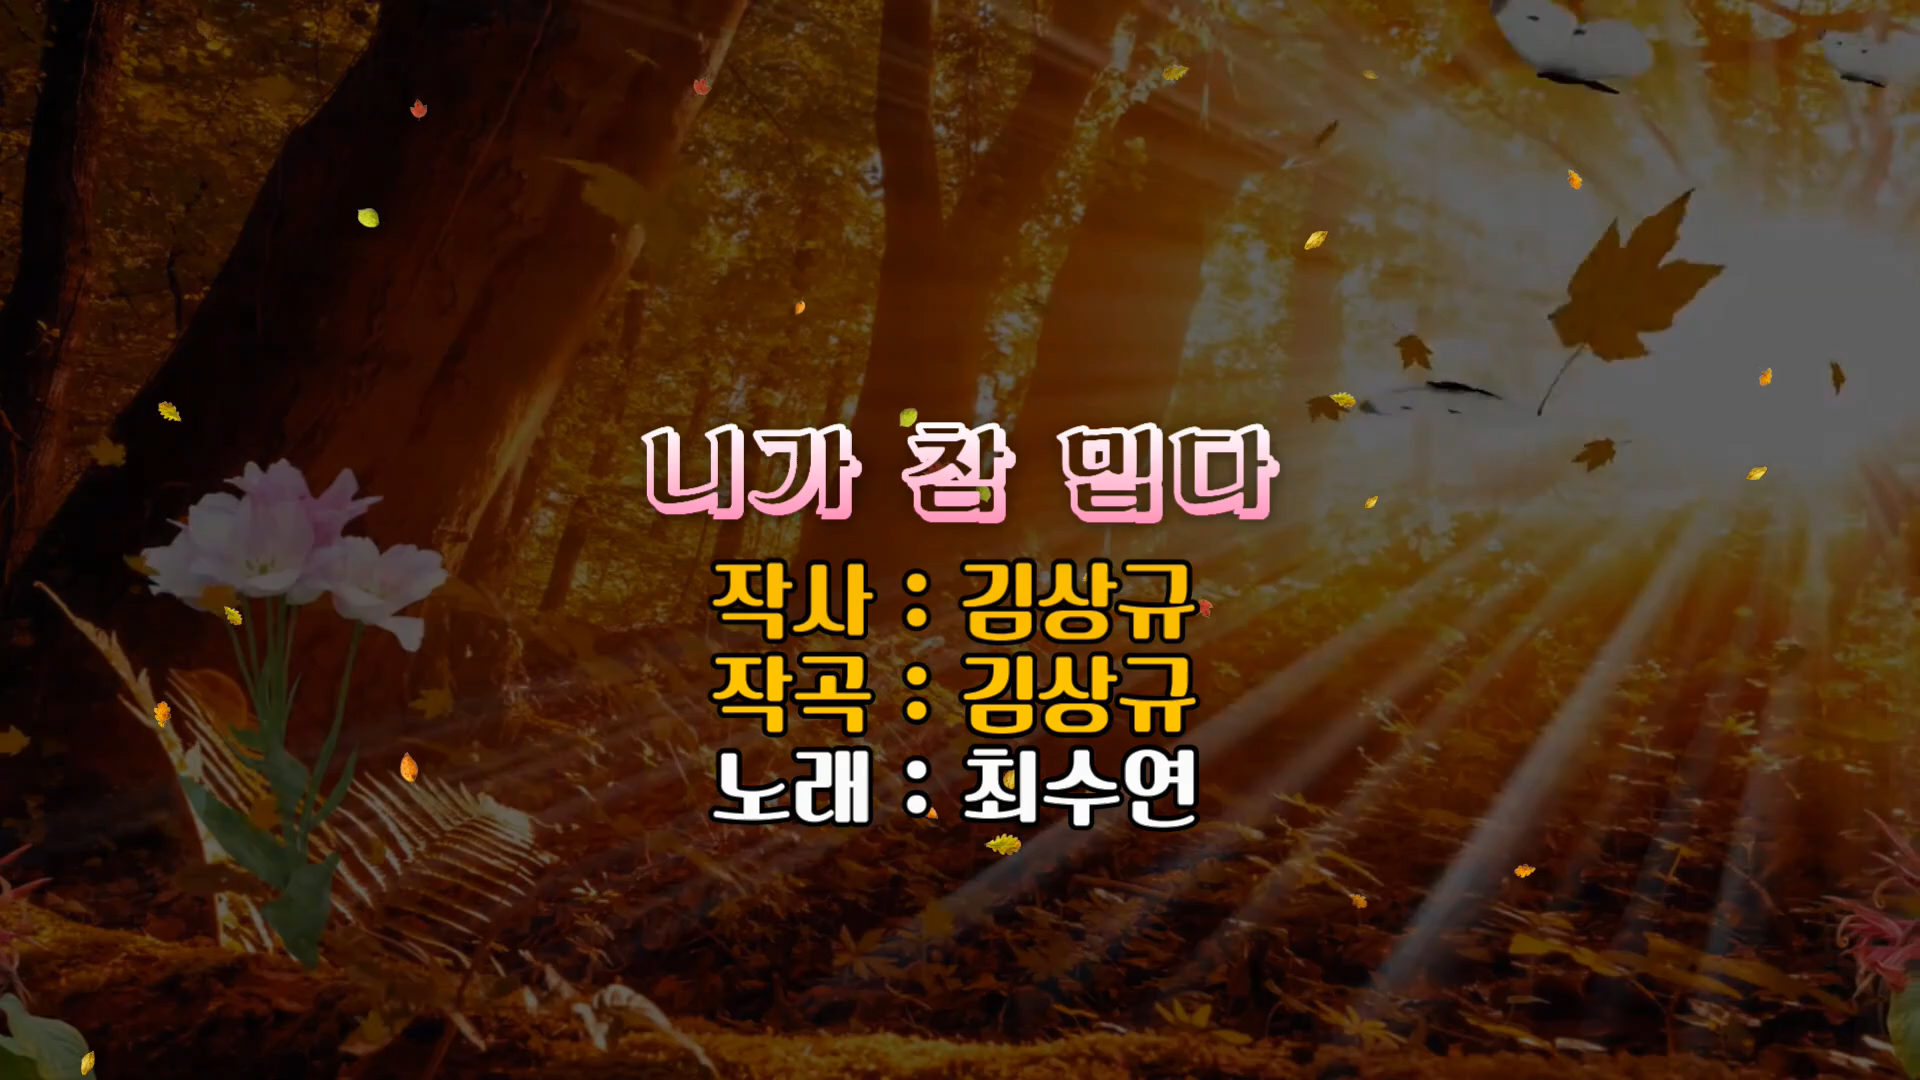 니가 참 밉다
작사 : 김상규
작곡 : 김상규
노래 : 최수연